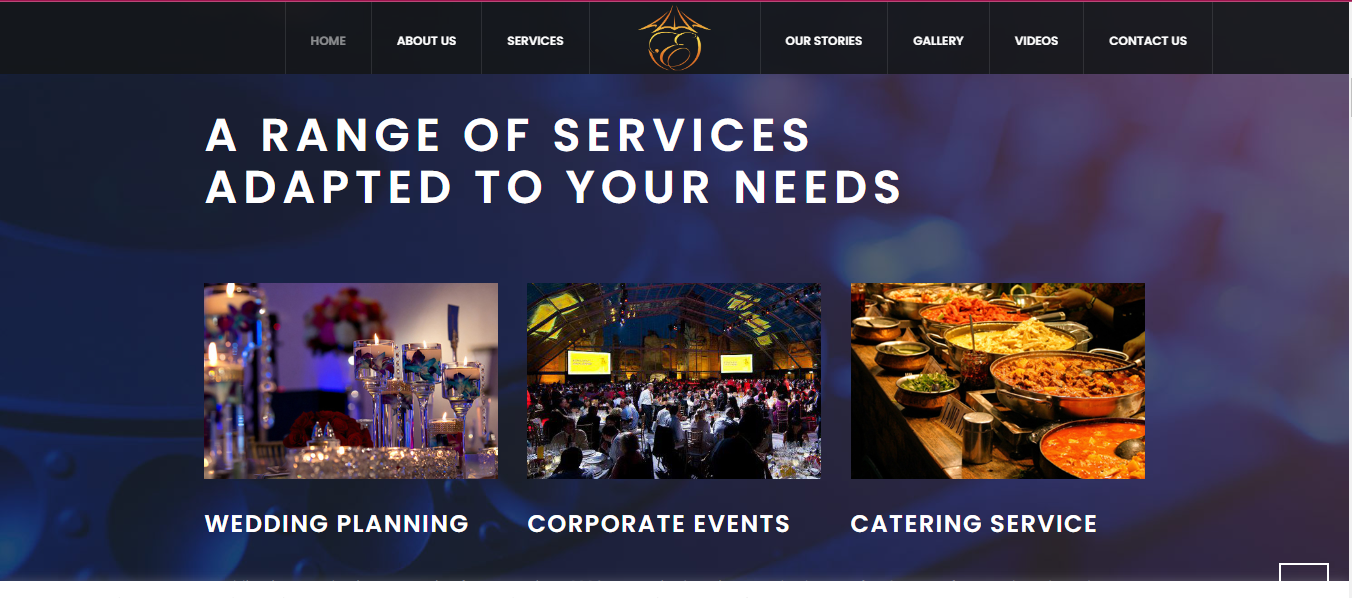 HOME
ABOUT US
SERVICES
OUR STORIES
GALLERY
VIDEOS
CONTACT US
A RANGE OF SERVICES
ADAPTED TO YOUR NEEDS
WEDDING PLANNING
CORPORATE EVENTS
CATERING SERVICE